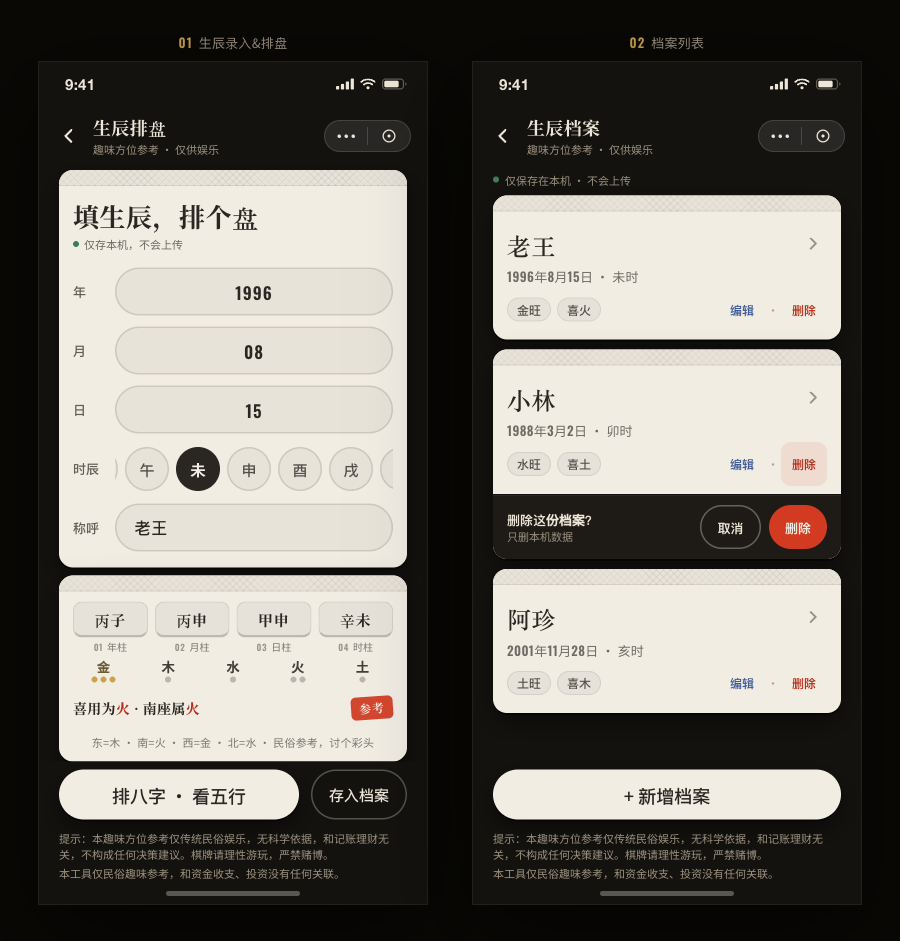 01 生辰录入&排盘
9:41
生辰排盘
趣味方位参考 · 仅供娱乐
填生辰，排个盘
仅存本机，不会上传
年 1996
月 08
日 15
时辰 午 未 申 酉 戌
称呼 老王
丙子 丙申 甲申 辛未
01 年柱 02 月柱 03 日柱 04 时柱
金 木 水 火 土
喜用为火 · 南座属火 参考
东=木 · 南=火 · 西=金 · 北=水 · 民俗参考，讨个彩头
排八字 · 看五行 存入档案
提示：本趣味方位参考仅传统民俗娱乐，无科学依据，和记账理财无
关，不构成任何决策建议。棋牌请理性游玩，严禁赌博。
本工具仅民俗趣味参考，和资金收支、投资没有任何关联。
02 档案列表
9:41
生辰档案
趣味方位参考 · 仅供娱乐
仅保存在本机 · 不会上传
老王
1996年8月15日 · 未时
金旺 喜火 编辑 · 删除
小林
1988年3月2日 · 卯时
水旺 喜土 编辑 · 删除
删除这份档案?
只删本机数据
取消 删除
阿珍
2001年11月28日 · 亥时
土旺 喜木 编辑 · 删除
+ 新增档案
提示：本趣味方位参考仅传统民俗娱乐，无科学依据，和记账理财无
关，不构成任何决策建议。棋牌请理性游玩，严禁赌博。
本工具仅民俗趣味参考，和资金收支、投资没有任何关联。